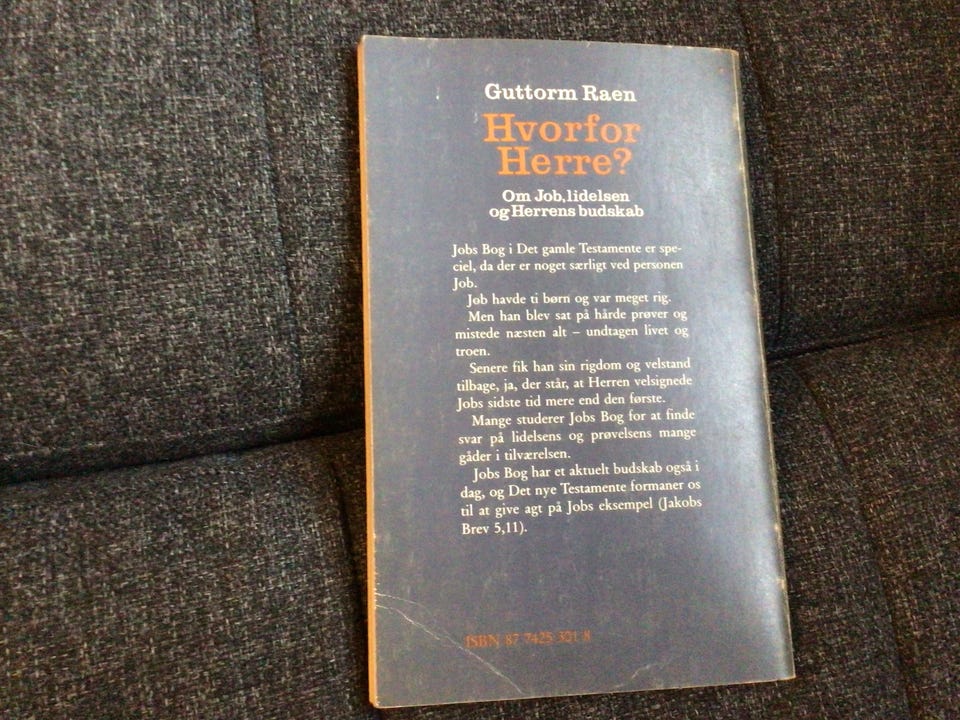 Guttorm Raen
Hvorfor
Herre?
Om Job, lidelsen
og Herrens budskab
Jobs Bog i Det gamle Testamente er spe-
ciel, da der er noget særligt ved personen
Job.
Job havde ti børn og var meget rig.
Men han blev sat på hårde prøver og
mistede næsten alt – undtagen livet og
troen.
Senere fik han sin rigdom og velstand
tilbage, ja, der står, at Herren velsignede
Jobs sidste tid mere end den første.
Mange studerer Jobs Bog for at finde
svar på lidelsens og prøvelsens mange
gåder i tilværelsen.
Jobs Bog har et aktuelt budskab også i
dag, og Det nye Testamente formaner os
til at give agt på Jobs eksempel (Jakobs
Brev 5,11).
ISBN 87 7425 321 8